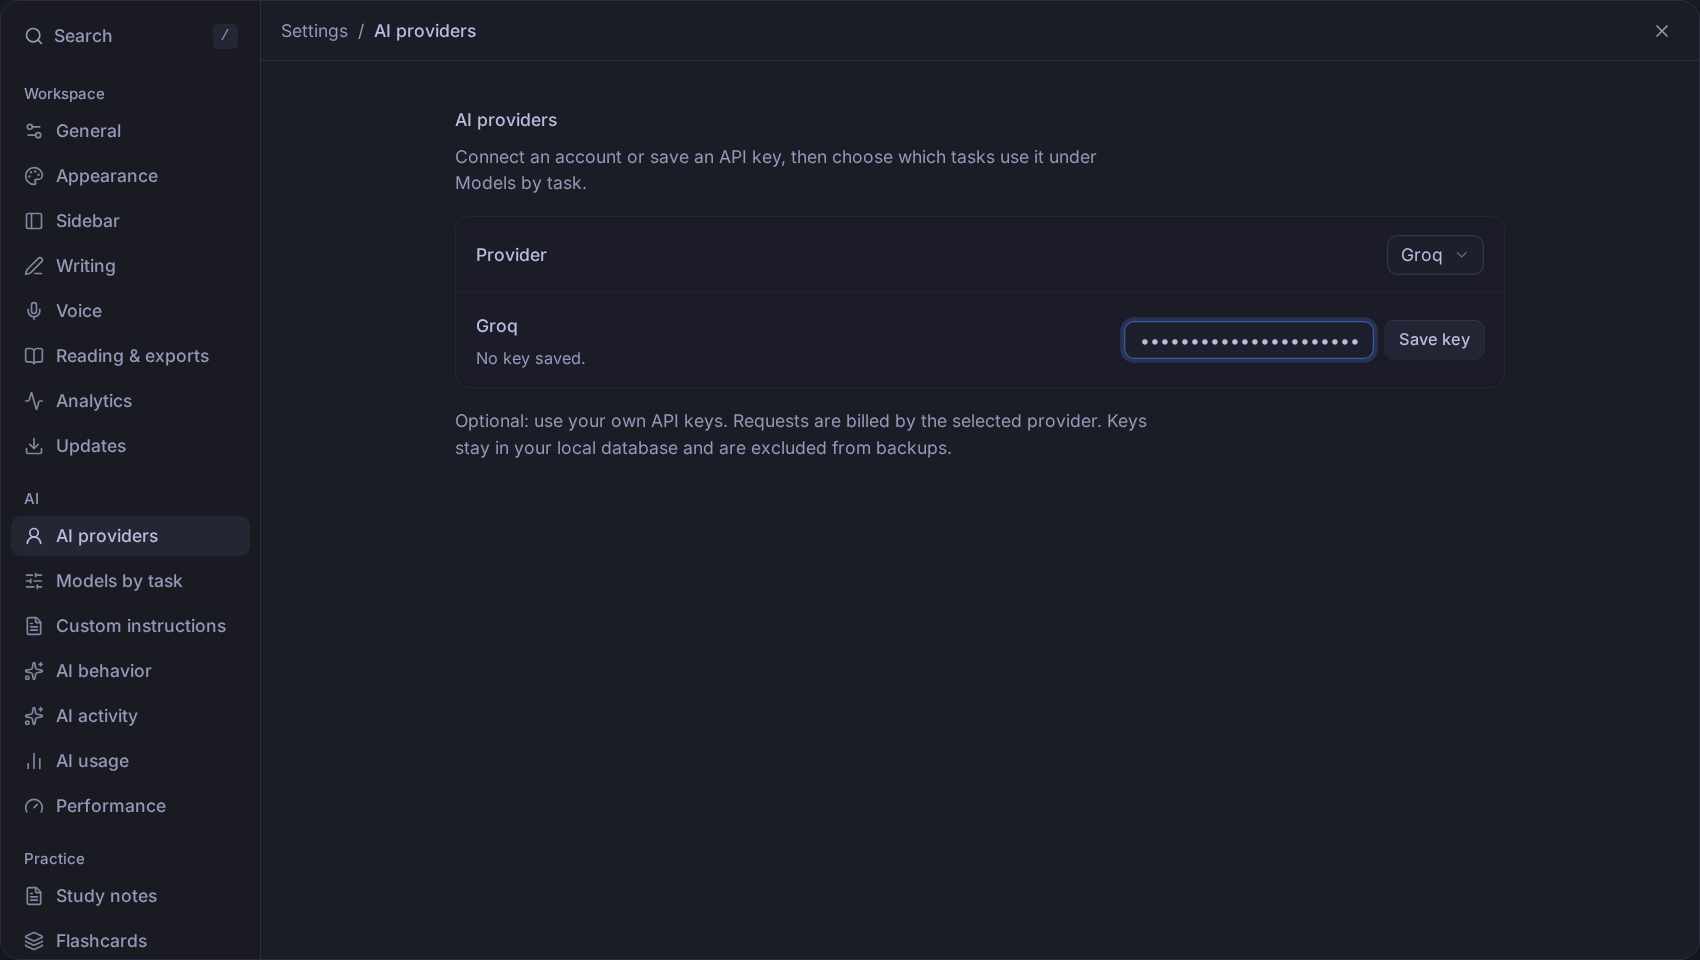 Search /
Settings / AI providers
Workspace
General
Appearance
Sidebar
Writing
Voice
Reading & exports
Analytics
Updates
AI
AI providers
Models by task
Custom instructions
AI behavior
AI activity
AI usage
Performance
Practice
Study notes
Flashcards
AI providers
Connect an account or save an API key, then choose which tasks use it under
Models by task.
Provider
Groq
Groq
No key saved.
••••••••••••••••••••••
Save key
Optional: use your own API keys. Requests are billed by the selected provider. Keys
stay in your local database and are excluded from backups.